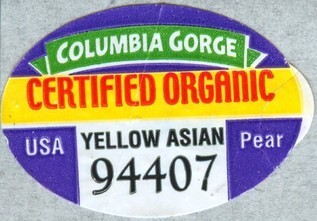 COLUMBIA GORGE
CERTIFIED ORGANIC
USA YELLOW ASIAN Pear
94407